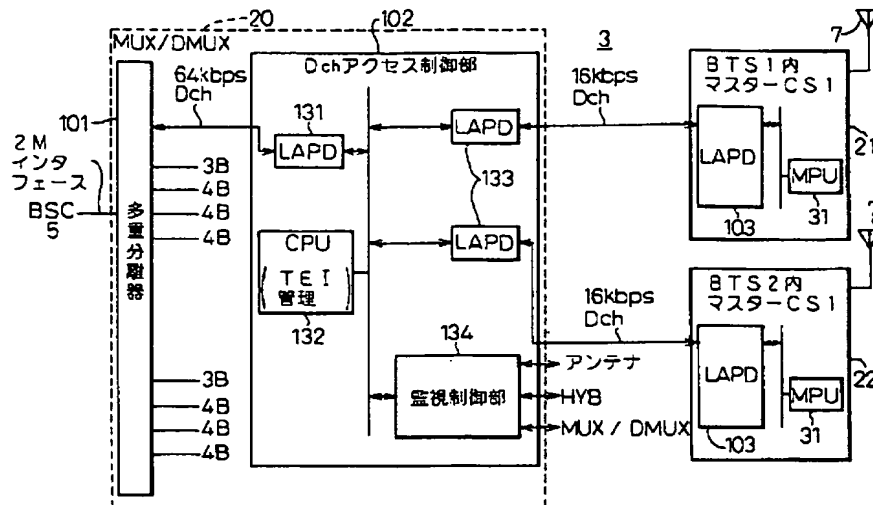 20
102
MUX/DMUX
Dchアクセス制御部
3
7
64kbps
Dch
16kbps
Dch
BTS1内
マスターCS1
101
131
LAPD
LAPD
133
LAPD
103
MPU
31
21
2M
インタ
フェース
BSC
5
多重分離器
3B
4B
4B
4B
CPU
(TEI
管理)
132
LAPD
16kbps
Dch
7
BTS2内
マスターCS1
134
監視制御部
アンテナ
HYB
MUX / DMUX
LAPD
103
MPU
31
22
3B
4B
4B
4B